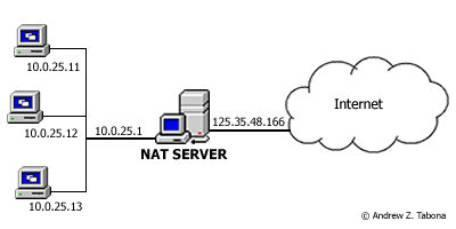 10.0.25.11
10.0.25.12
10.0.25.1
125.35.48.166
Internet
NAT SERVER
10.0.25.13
© Andrew Z. Tabona